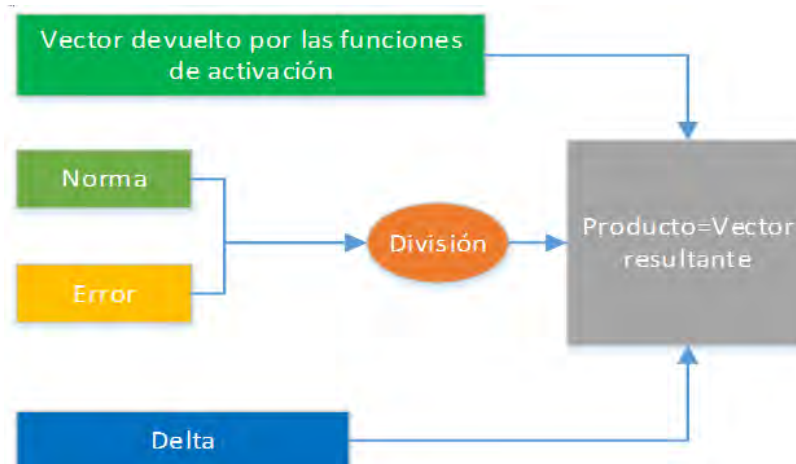 Vector devuelto por las funciones
de activación
Norma
División
Producto=Vector
resultante
Error
Delta